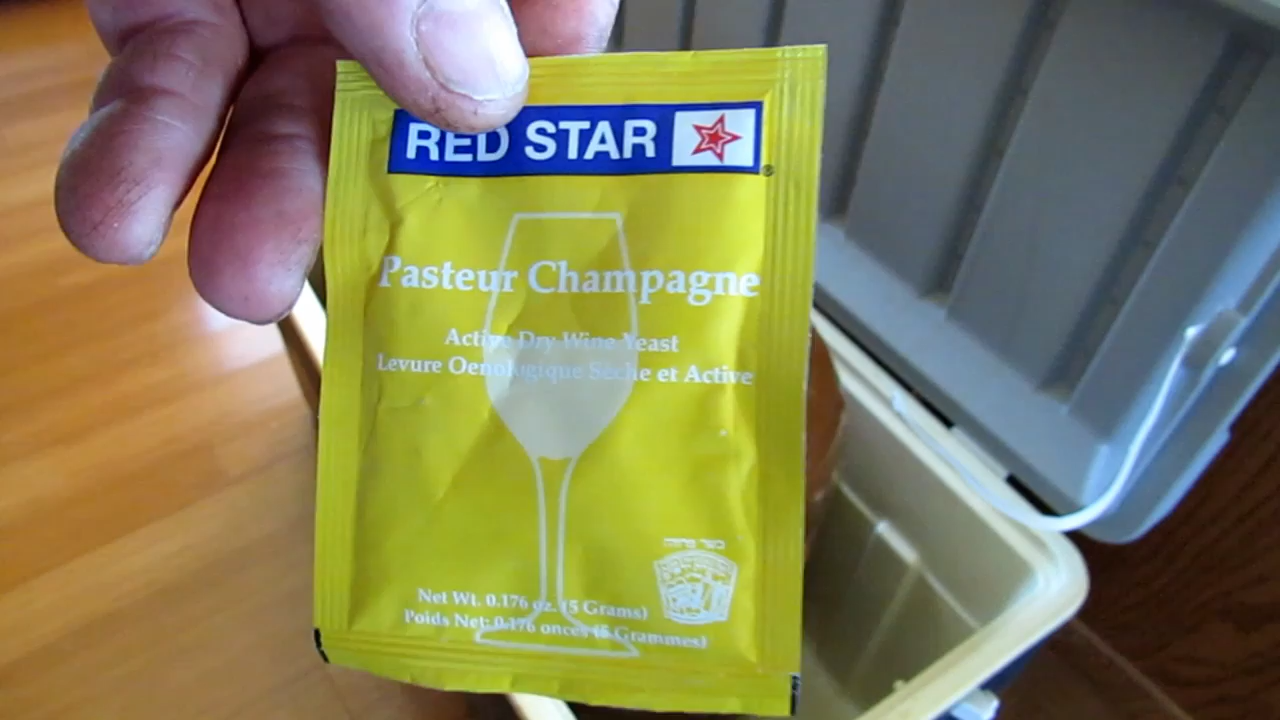 RED STAR
Pasteur Champagne
Active Dry Wine Yeast
Levure Oenologique Sèche et Active
Net Wt. 0.176 oz. (5 Grams)
Poids Net: 0.176 onces (5 Grammes)